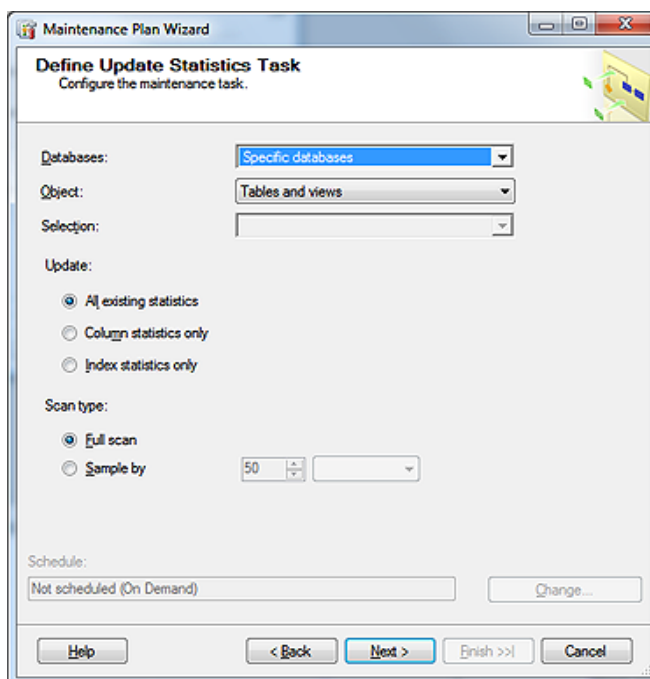 Maintenance Plan Wizard
Define Update Statistics Task
Configure the maintenance task.
Databases: Specific databases
Object: Tables and views
Selection:
Update:
All existing statistics
Column statistics only
Index statistics only
Scan type:
Full scan
Sample by 50
Schedule:
Not scheduled (On Demand) Change...
Help < Back Next > Finish >>| Cancel